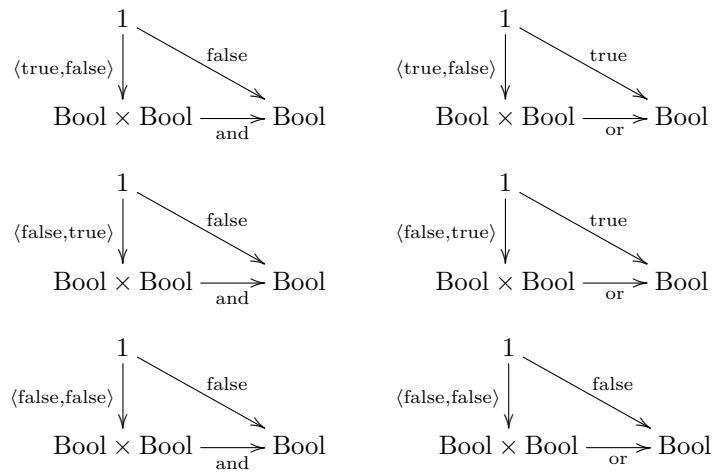 1 1
⟨true,false⟩ false ⟨true,false⟩ true
Bool × Bool and Bool Bool × Bool or Bool
1 1
⟨false,true⟩ false ⟨false,true⟩ true
Bool × Bool and Bool Bool × Bool or Bool
1 1
⟨false,false⟩ false ⟨false,false⟩ false
Bool × Bool and Bool Bool × Bool or Bool